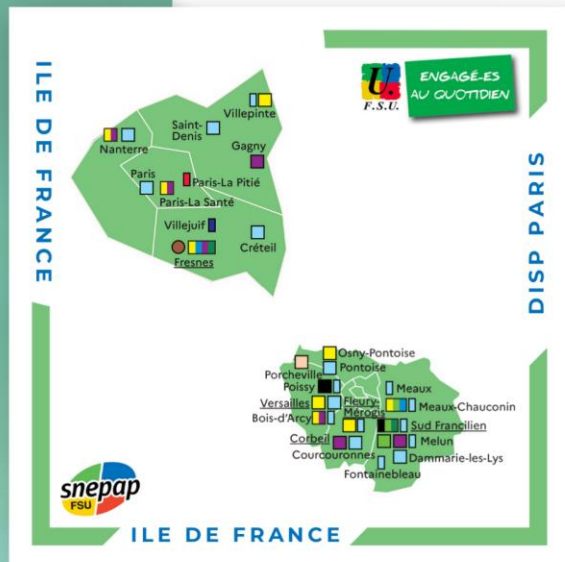 ILE DE FRANCE
U.
F.S.U.
ENGAGÉ-ES
AU QUOTIDIEN
DISP PARIS
Villepinte
Saint-
Denis
Nanterre
Gagny
Paris
Paris-La Pitié
Paris-La Santé
Villejuif
Créteil
Fresnes
Osny-Pontoise
Pontoise
Porcheville
Poissy
Meaux
Versailles
Fleury-
Mérogis
Meaux-Chauconin
Bois-d'Arcy
Sud Francilien
Corbeil
Melun
Courcouronnes
Dammarie-les-Lys
Fontainebleau
snepap
FSU
ILE DE FRANCE